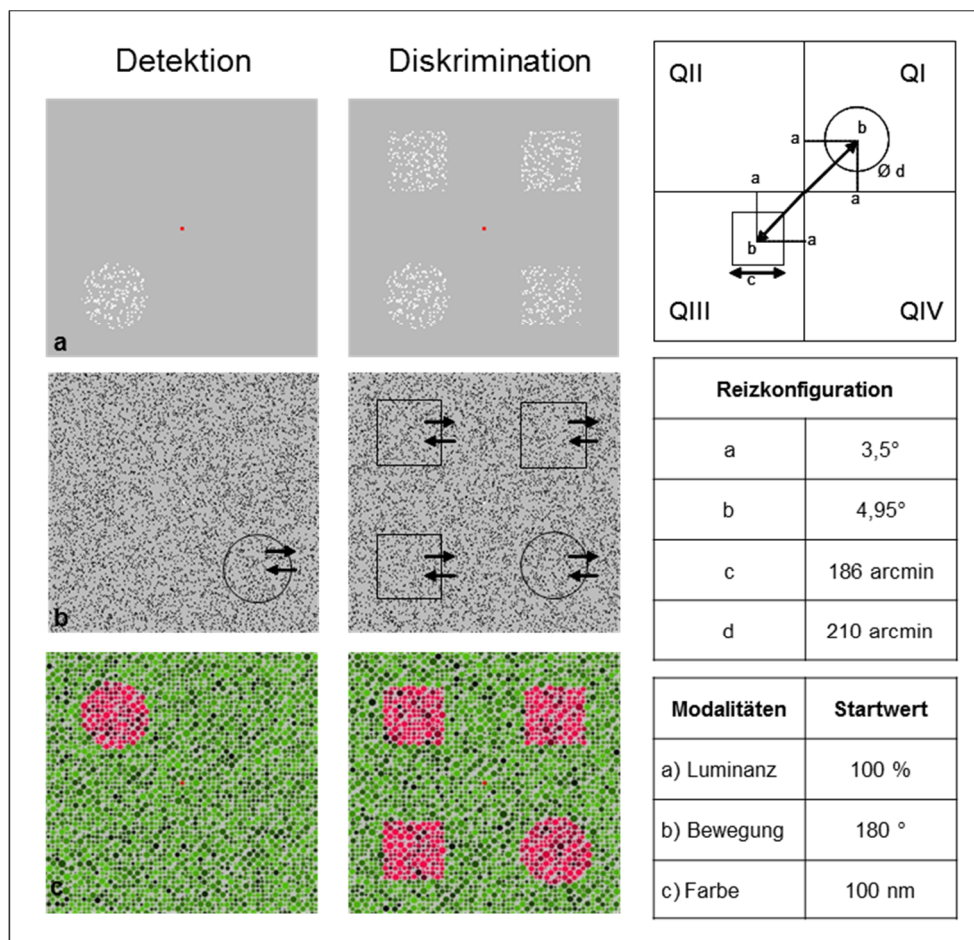 Detektion
Diskrimination
a
b
c
QII
QI
b
a
Ø d
a
a
b
a
c
QIII
QIV
Reizkonfiguration
a 3,5°
b 4,95°
c 186 arcmin
d 210 arcmin
Modalitäten Startwert
a) Luminanz 100 %
b) Bewegung 180 °
c) Farbe 100 nm